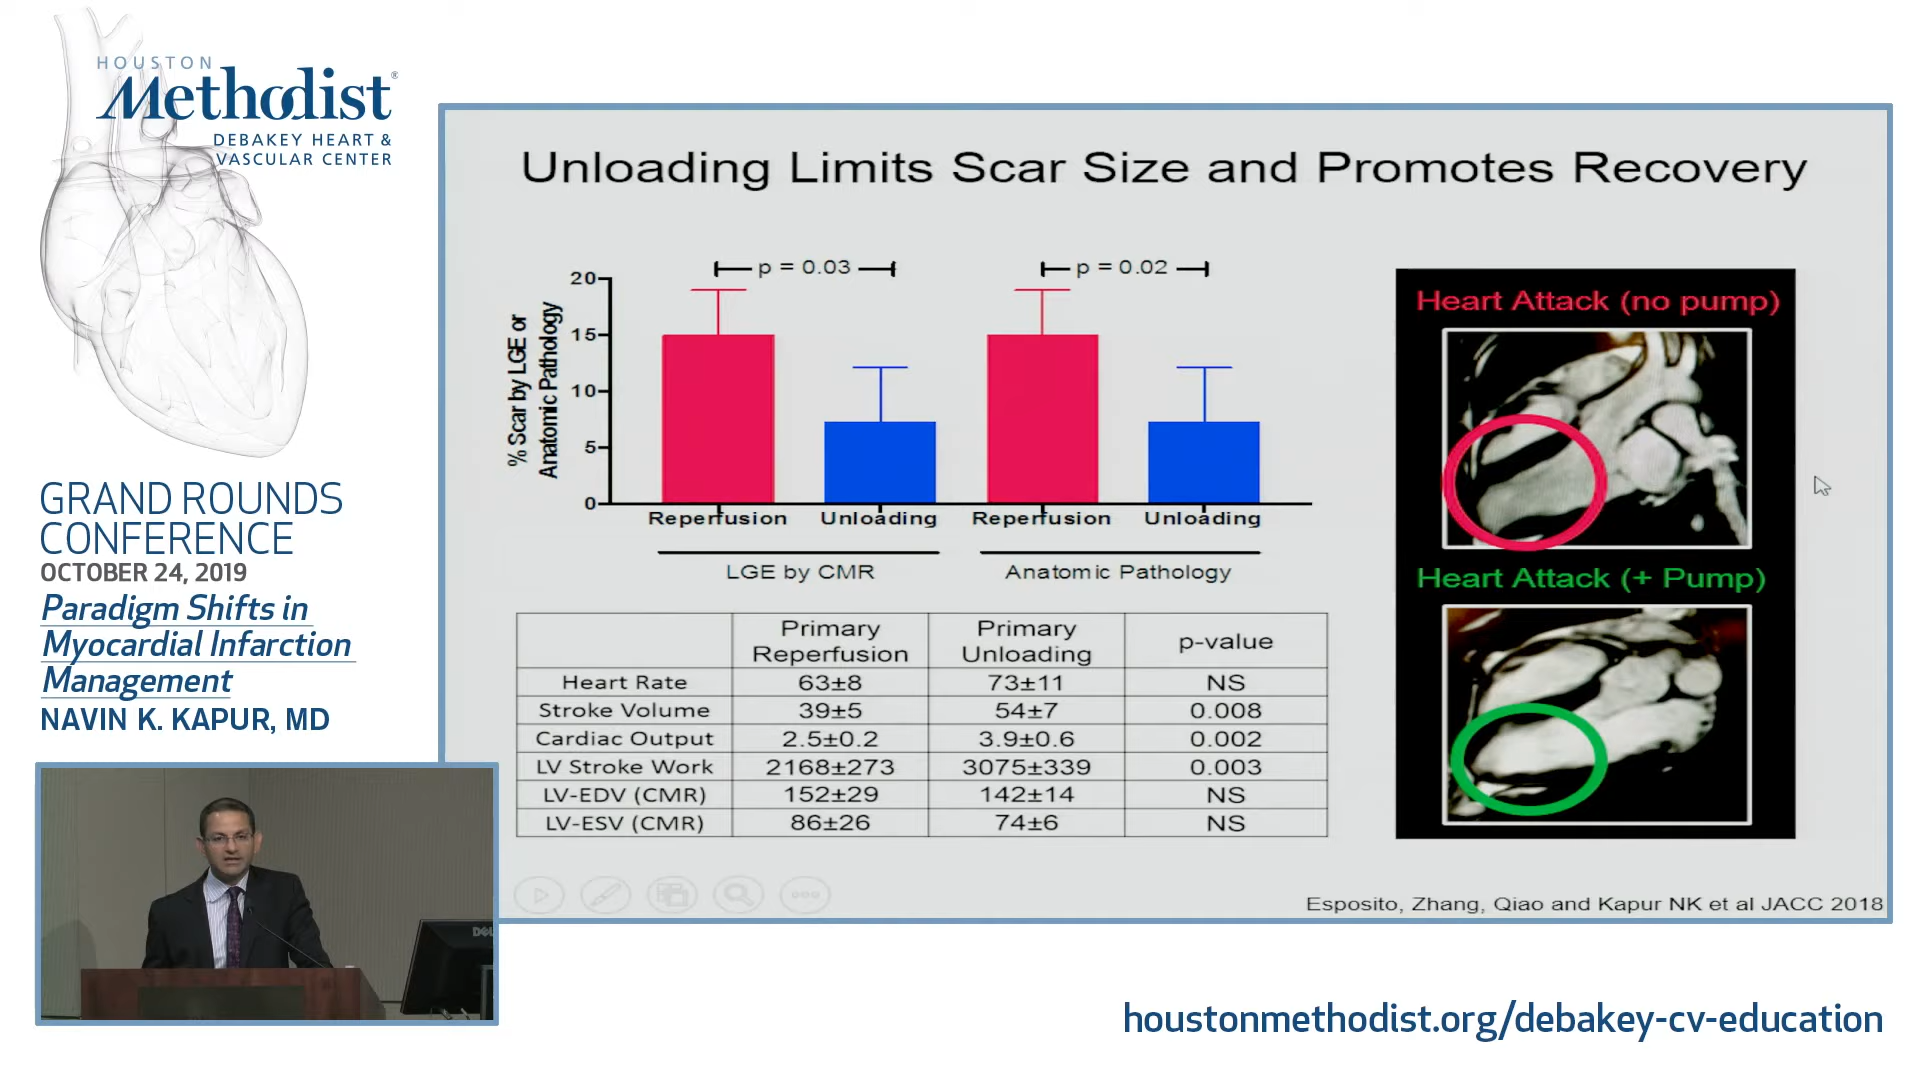 HOUSTON
Methodist®
DEBAKEY HEART &
VASCULAR CENTER
GRAND ROUNDS
CONFERENCE
OCTOBER 24, 2019
Paradigm Shifts in
Myocardial Infarction
Management
NAVIN K. KAPUR, MD
Unloading Limits Scar Size and Promotes Recovery
% Scar by LGE or
Anatomic Pathology
20
15
10
5
0
p = 0.03
p = 0.02
Reperfusion Unloading Reperfusion Unloading
LGE by CMR Anatomic Pathology
Primary Reperfusion Primary Unloading p-value
Heart Rate 63±8 73±11 NS
Stroke Volume 39±5 54±7 0.008
Cardiac Output 2.5±0.2 3.9±0.6 0.002
LV Stroke Work 2168±273 3075±339 0.003
LV-EDV (CMR) 152±29 142±14 NS
LV-ESV (CMR) 86±26 74±6 NS
Heart Attack (no pump)
Heart Attack (+ Pump)
Esposito, Zhang, Qiao and Kapur NK et al JACC 2018
DELL
houstonmethodist.org/debakey-cv-education